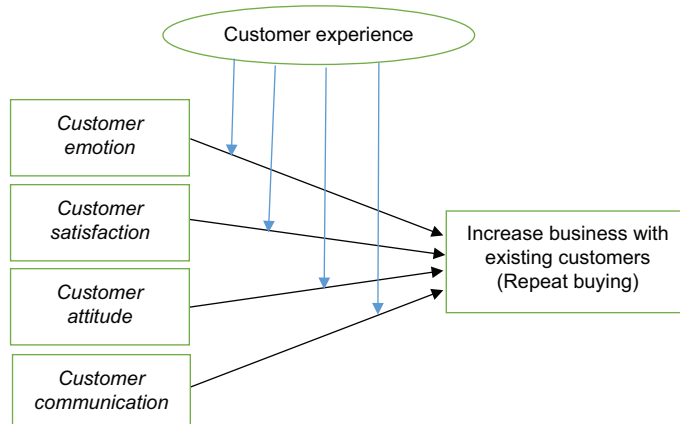 Customer experience
Customer
emotion
Customer
satisfaction
Customer
attitude
Customer
communication
Increase business with
existing customers
(Repeat buying)